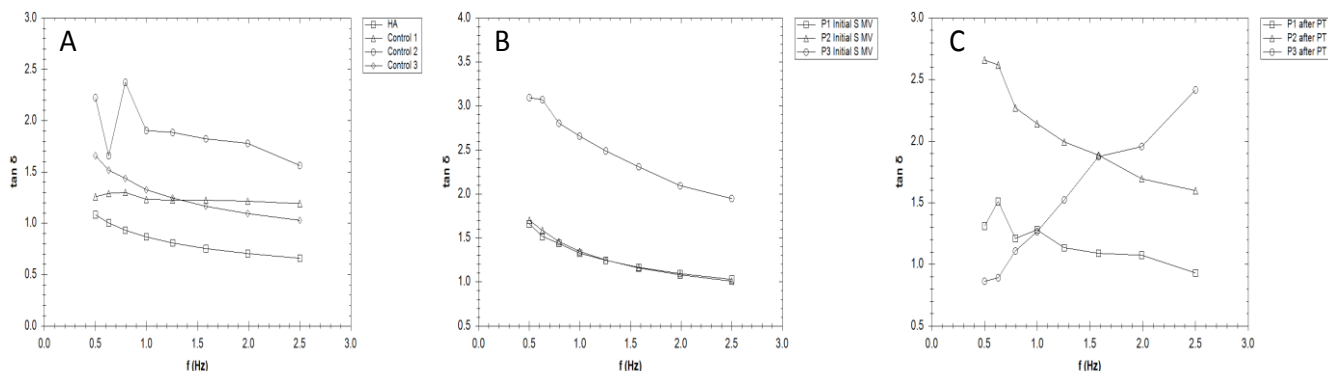 A
3.0
2.5
2.0
1.5
1.0
0.5
0.0
tan δ
0.0 0.5 1.0 1.5 2.0 2.5 3.0
f (Hz)
HA
Control 1
Control 2
Control 3
B
4.0
3.5
3.0
2.5
2.0
1.5
1.0
0.5
tan δ
0.0 0.5 1.0 1.5 2.0 2.5 3.0
f (Hz)
P1 Initial S MV
P2 Initial S MV
P3 Initial S MV
C
3.0
2.5
2.0
1.5
1.0
0.5
tan δ
0.0 0.5 1.0 1.5 2.0 2.5 3.0
f (Hz)
P1 after PT
P2 after PT
P3 after PT